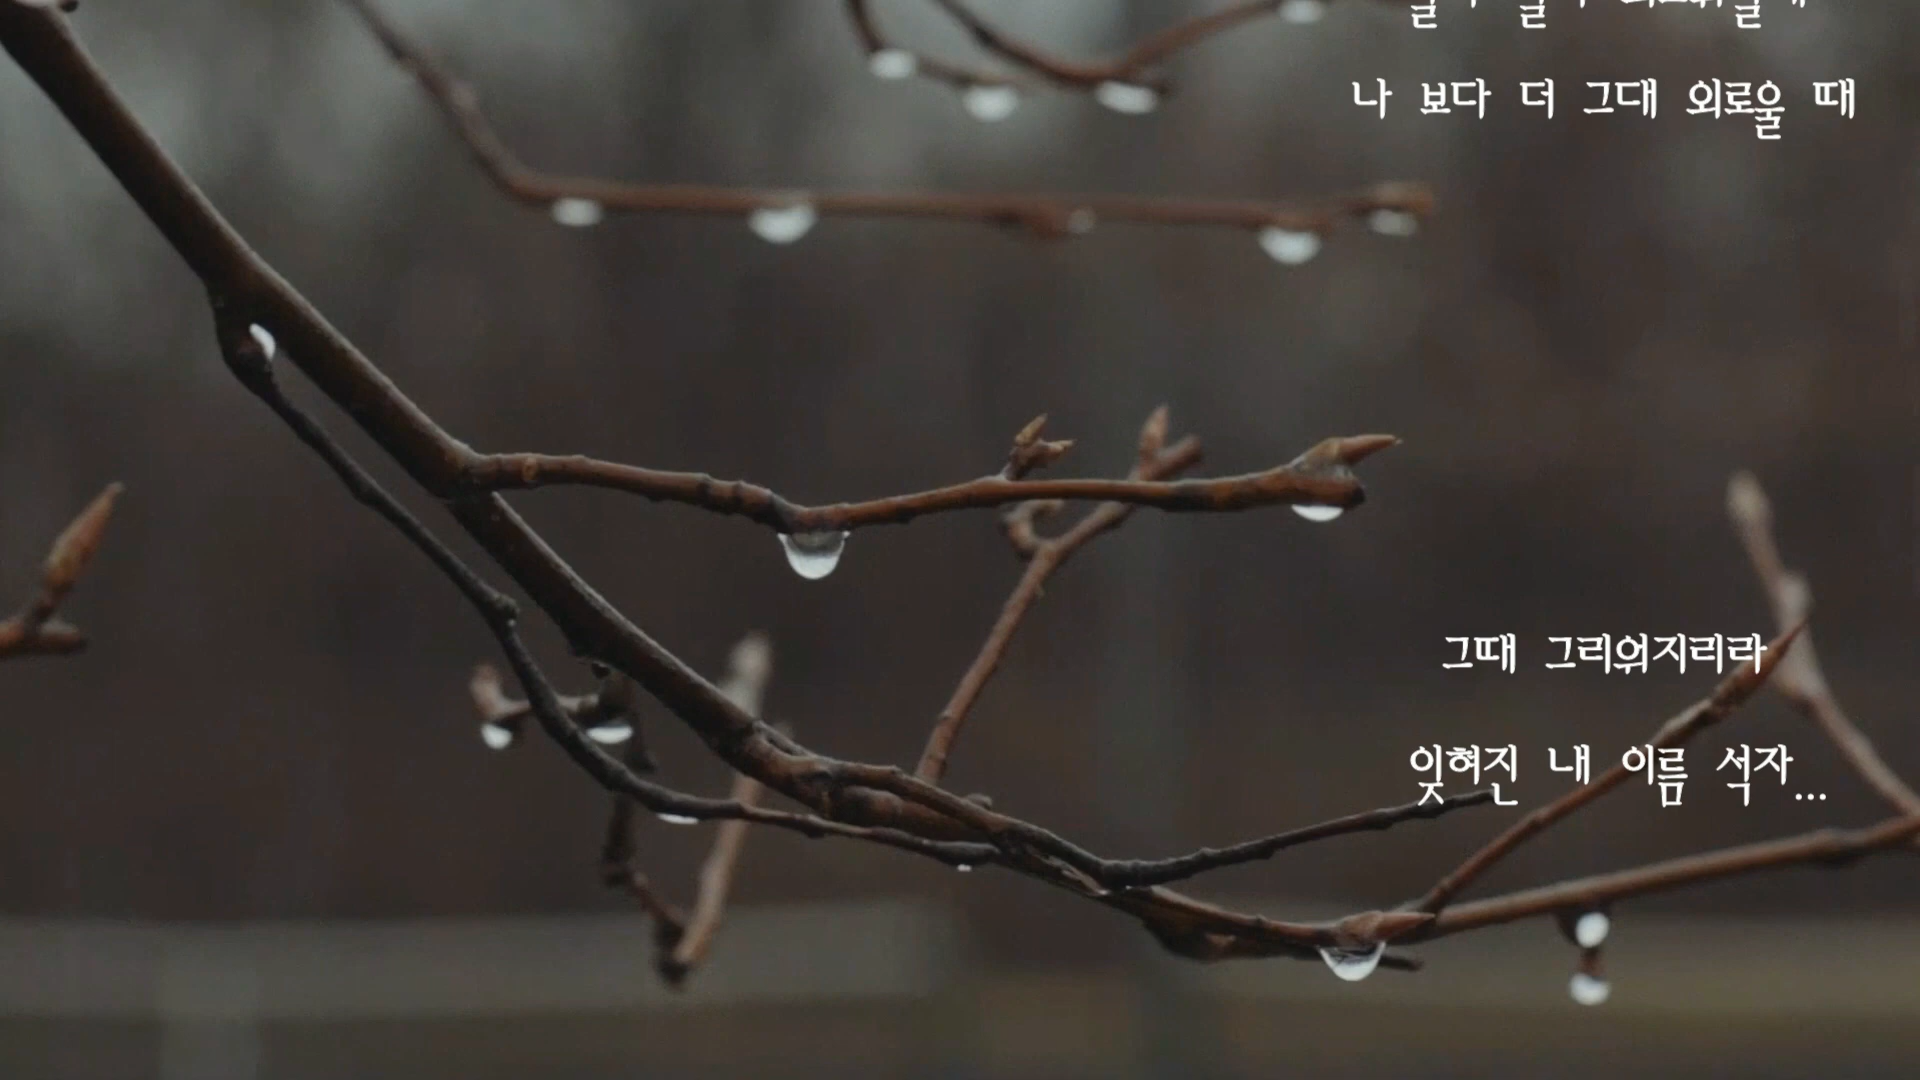 나 보다 더 그대 외로울 때
그때 그리워지리라
잊혀진 내 이름 석자...